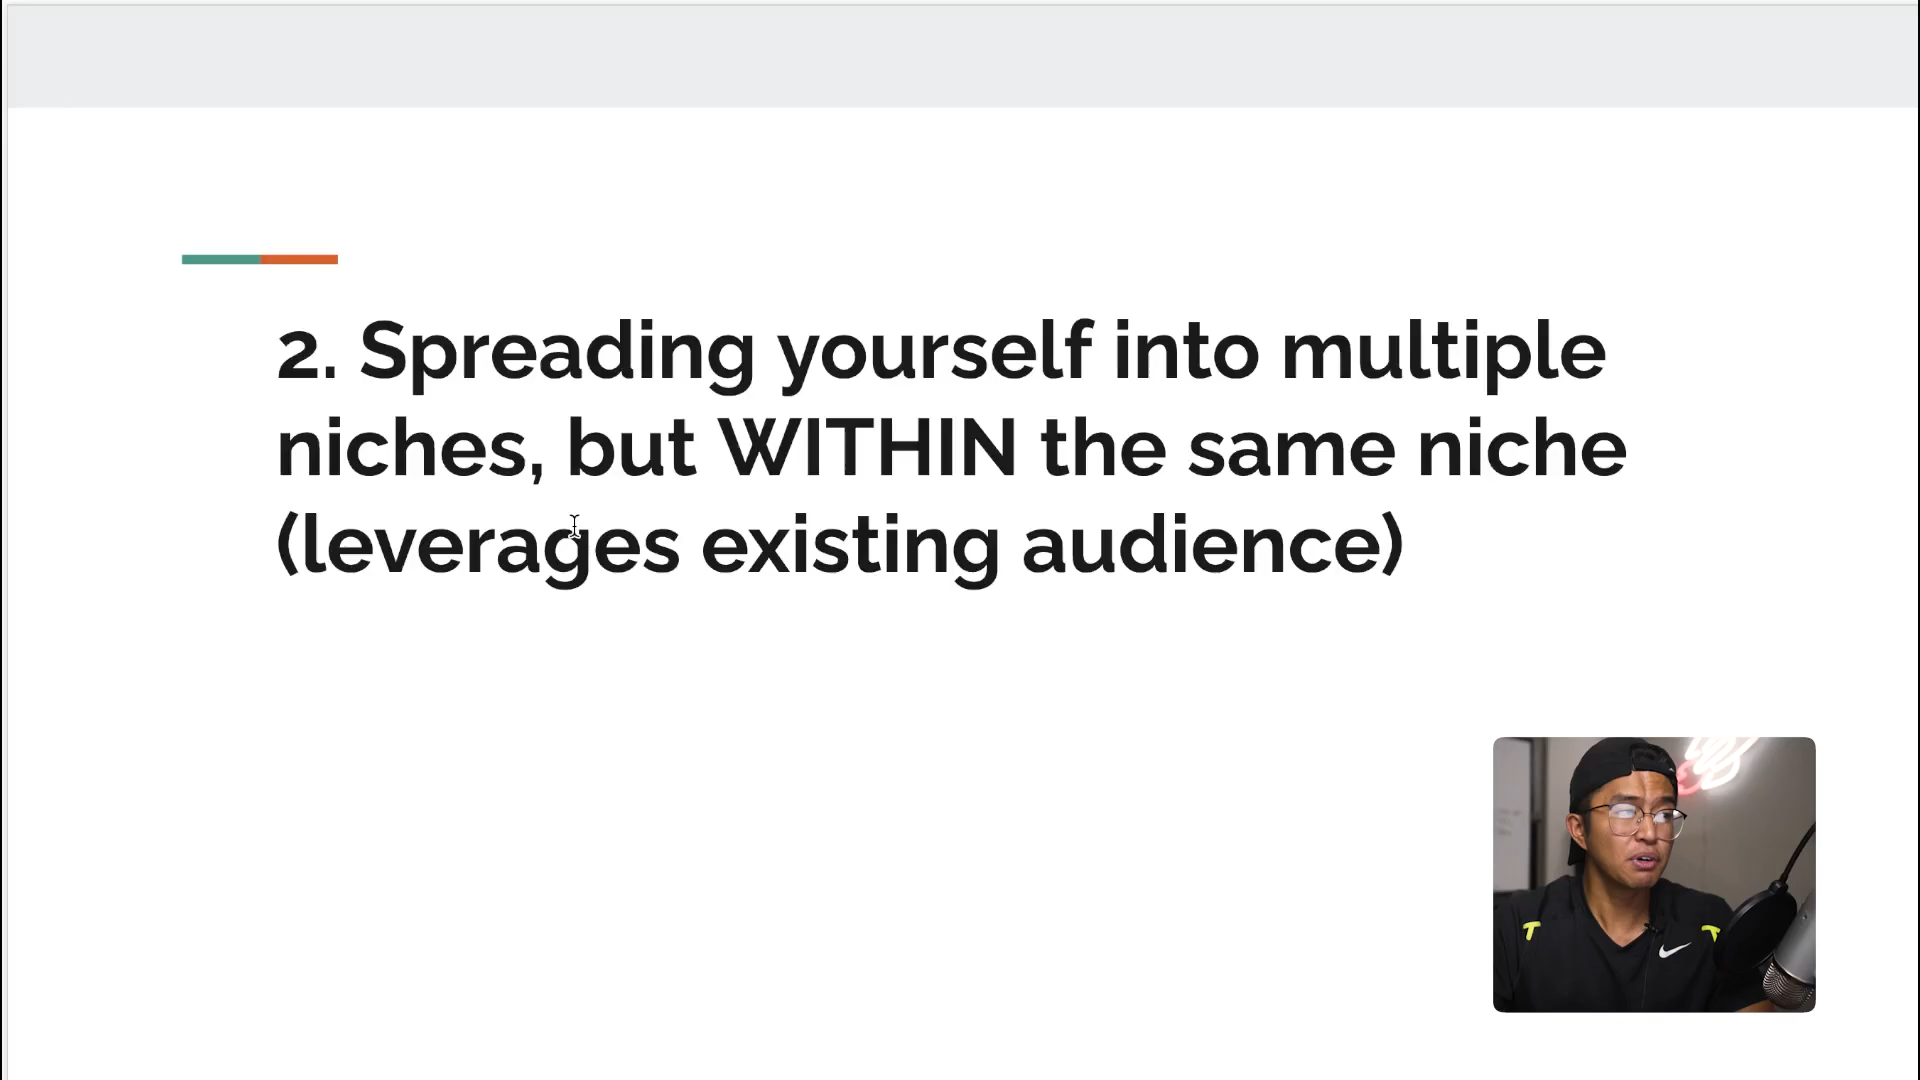 2. Spreading yourself into multiple
niches, but WITHIN the same niche
(leverages existing audience)